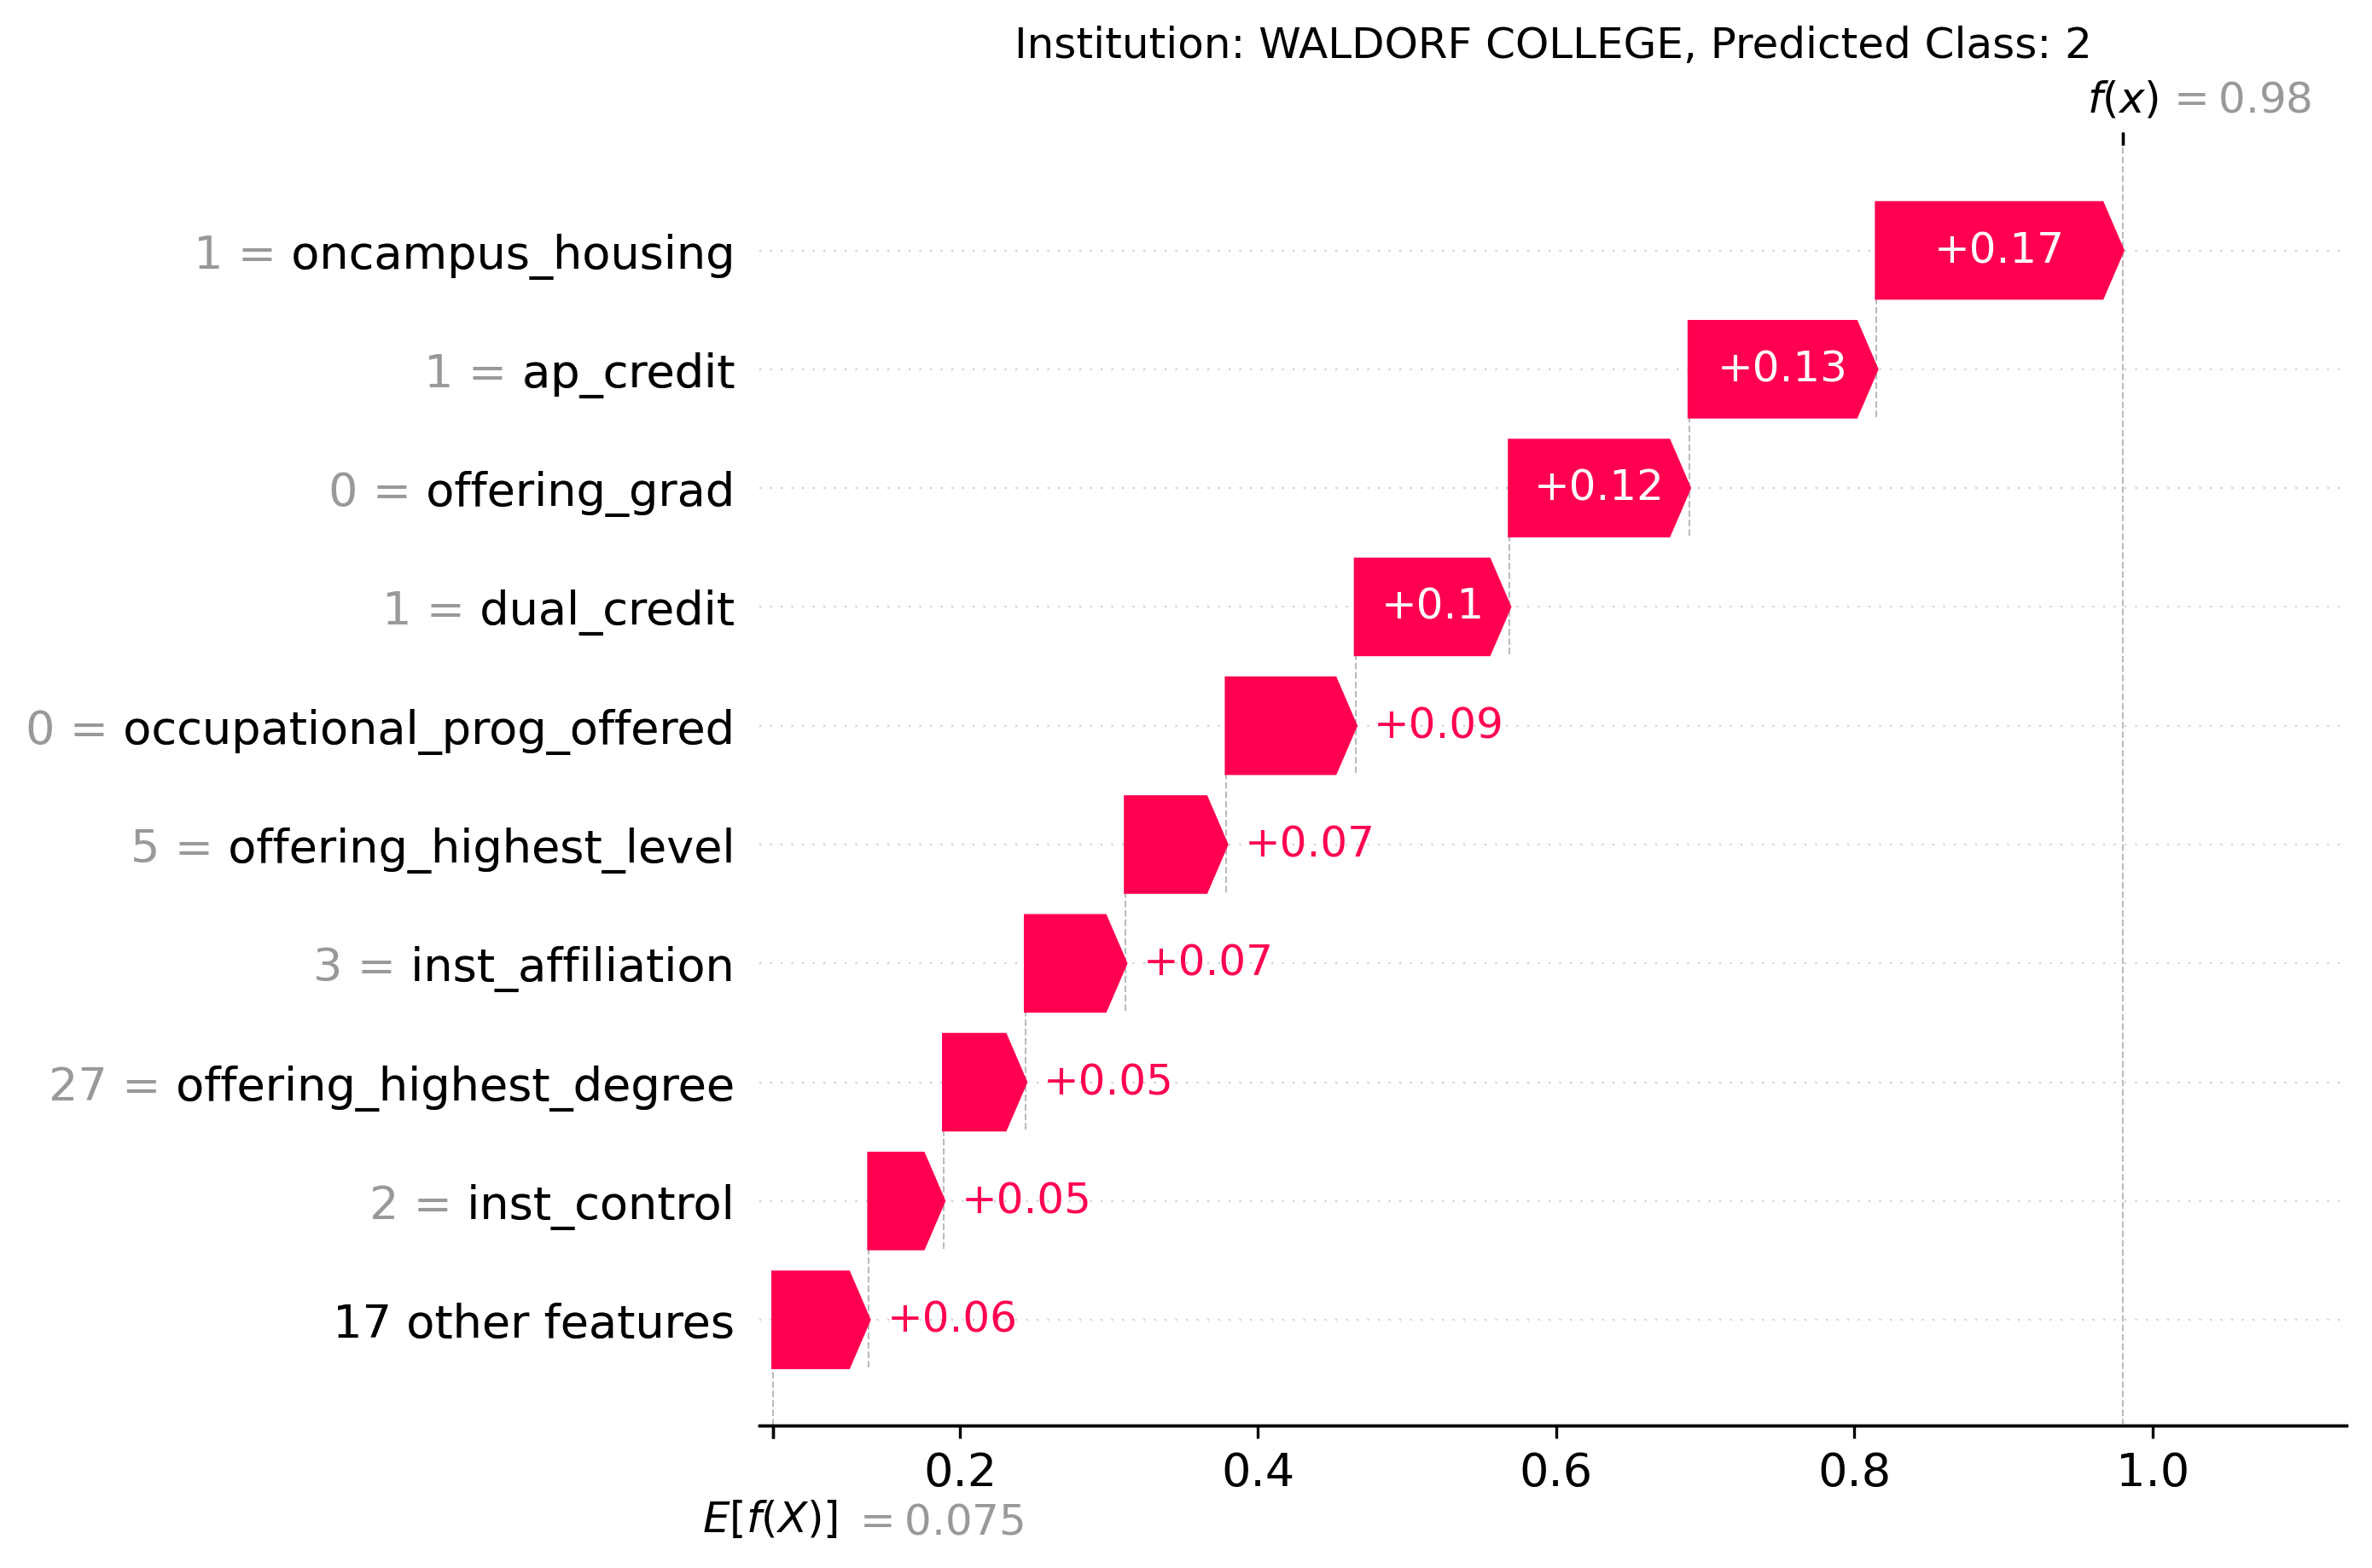 Institution: WALDORF COLLEGE, Predicted Class: 2
f(x) = 0.98
1 = oncampus_housing +0.17
1 = ap_credit +0.13
0 = offering_grad +0.12
1 = dual_credit +0.1
0 = occupational_prog_offered +0.09
5 = offering_highest_level +0.07
3 = inst_affiliation +0.07
27 = offering_highest_degree +0.05
2 = inst_control +0.05
17 other features +0.06
0.2 0.4 0.6 0.8 1.0
E[f(X)] = 0.075